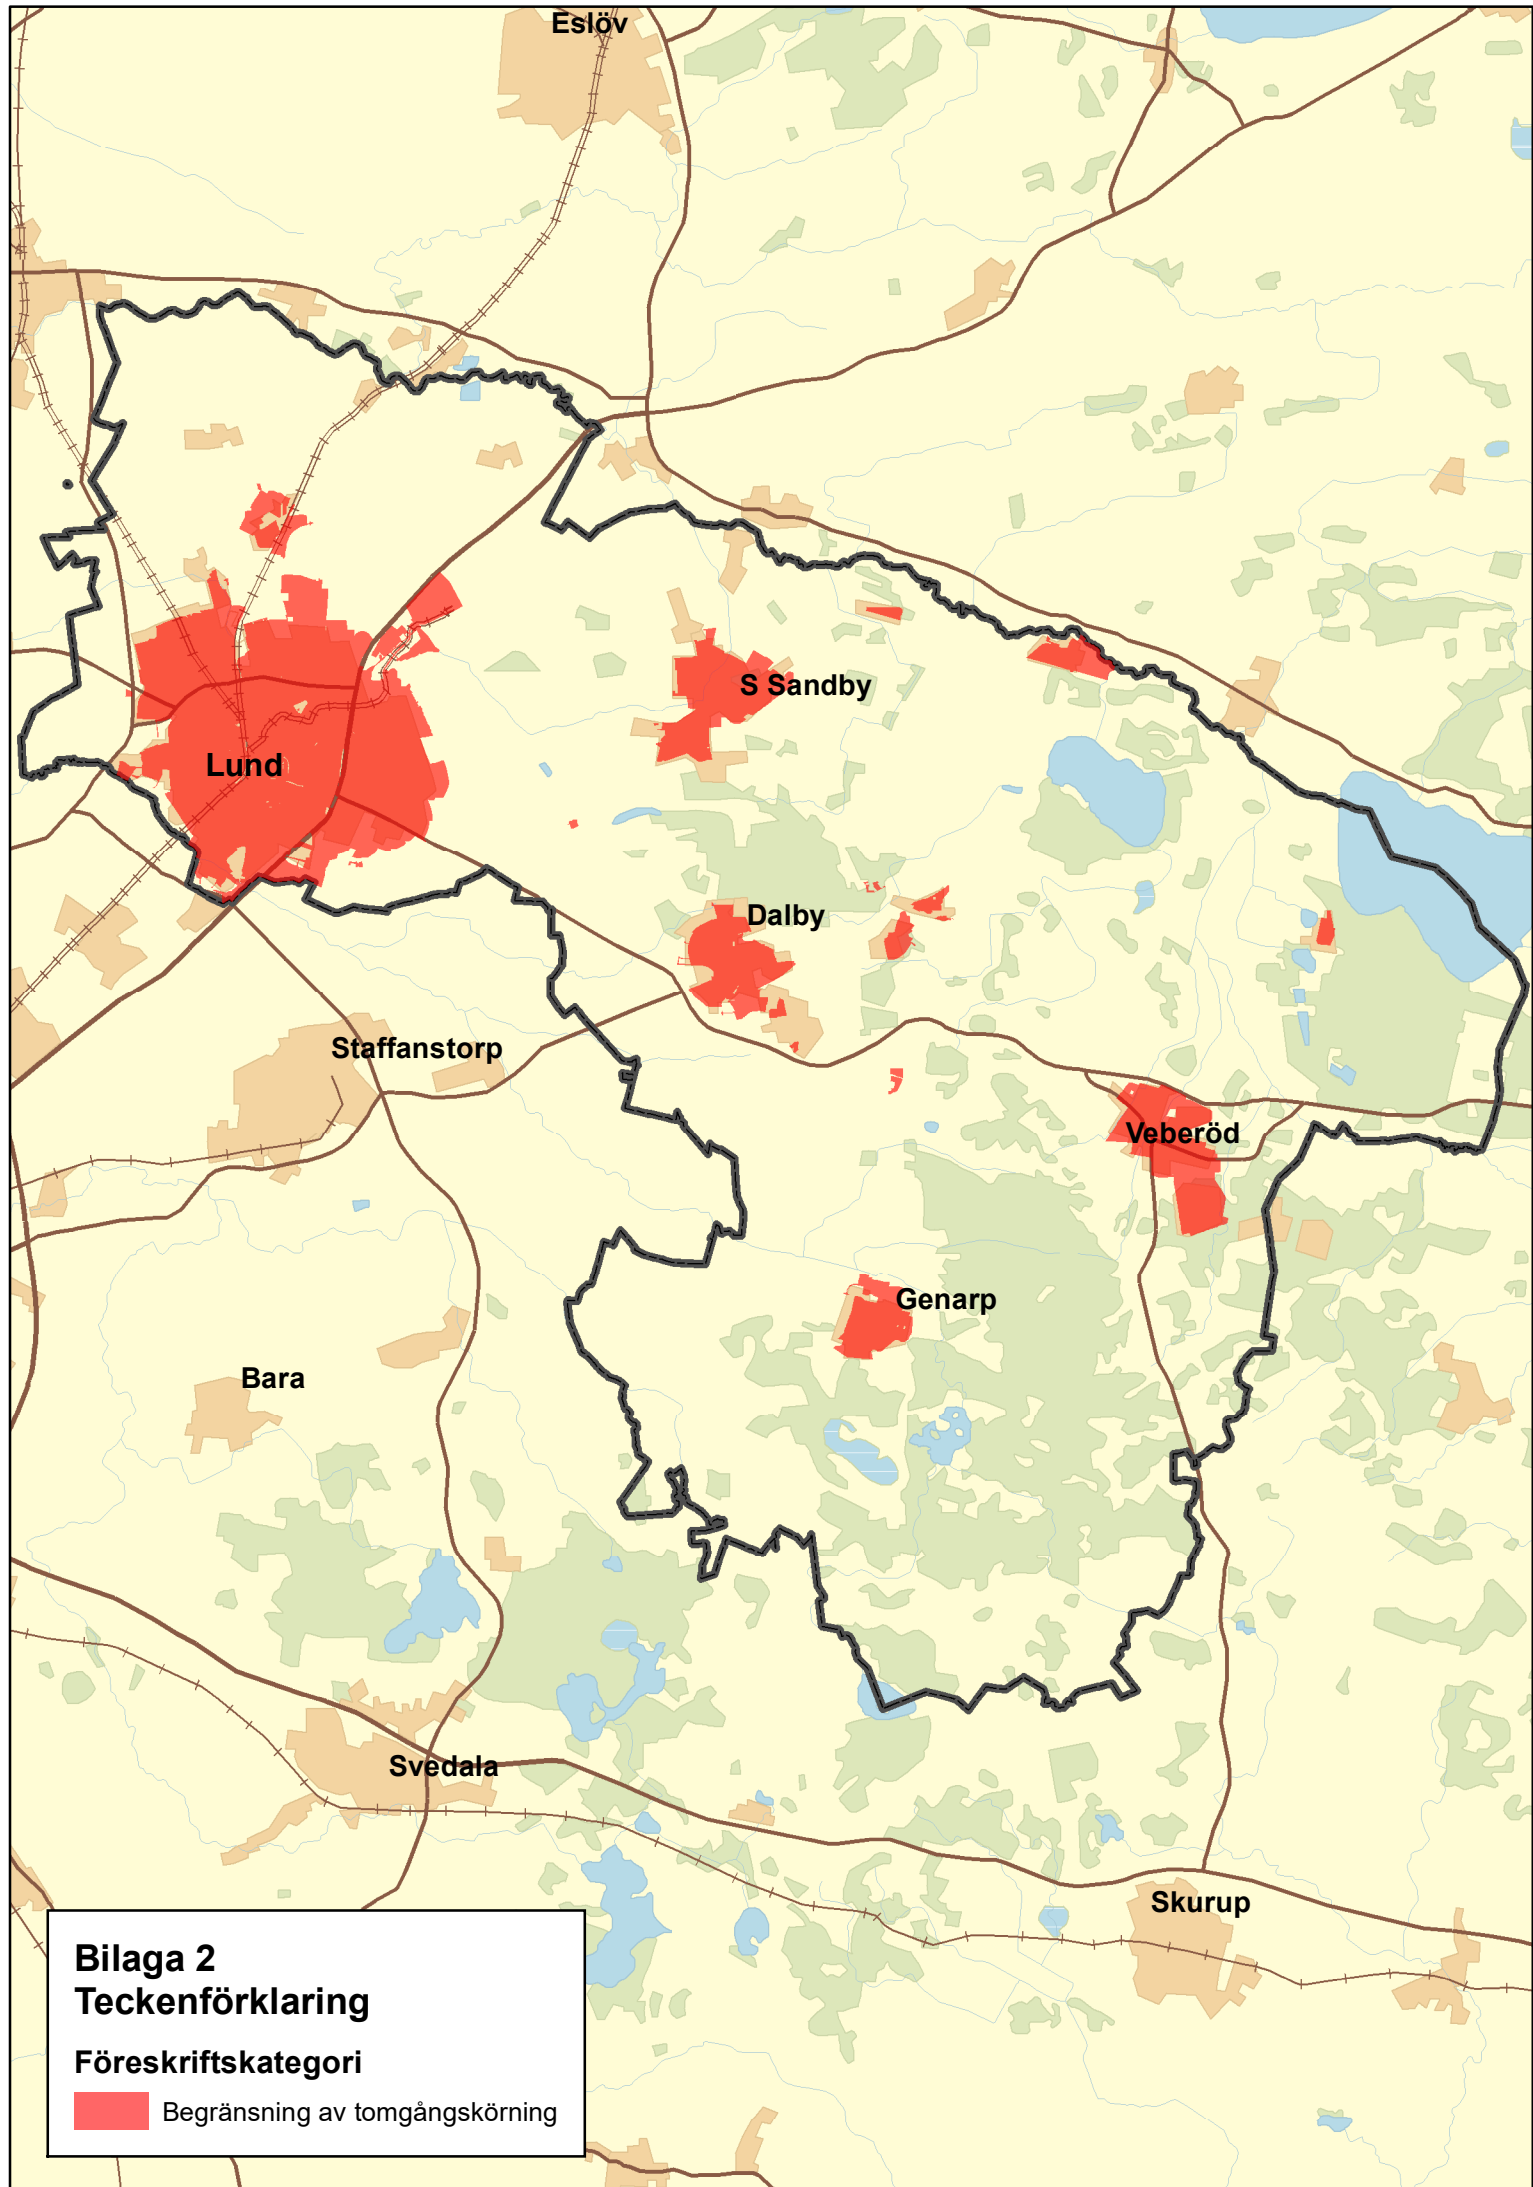 Eslöv
S Sandby
Lund
Dalby
Staffanstorp
Veberöd
Genarp
Bara
Svedala
Skurup
Bilaga 2
Teckenförklaring
Föreskriftskategori
Begränsning av tomgångskörning